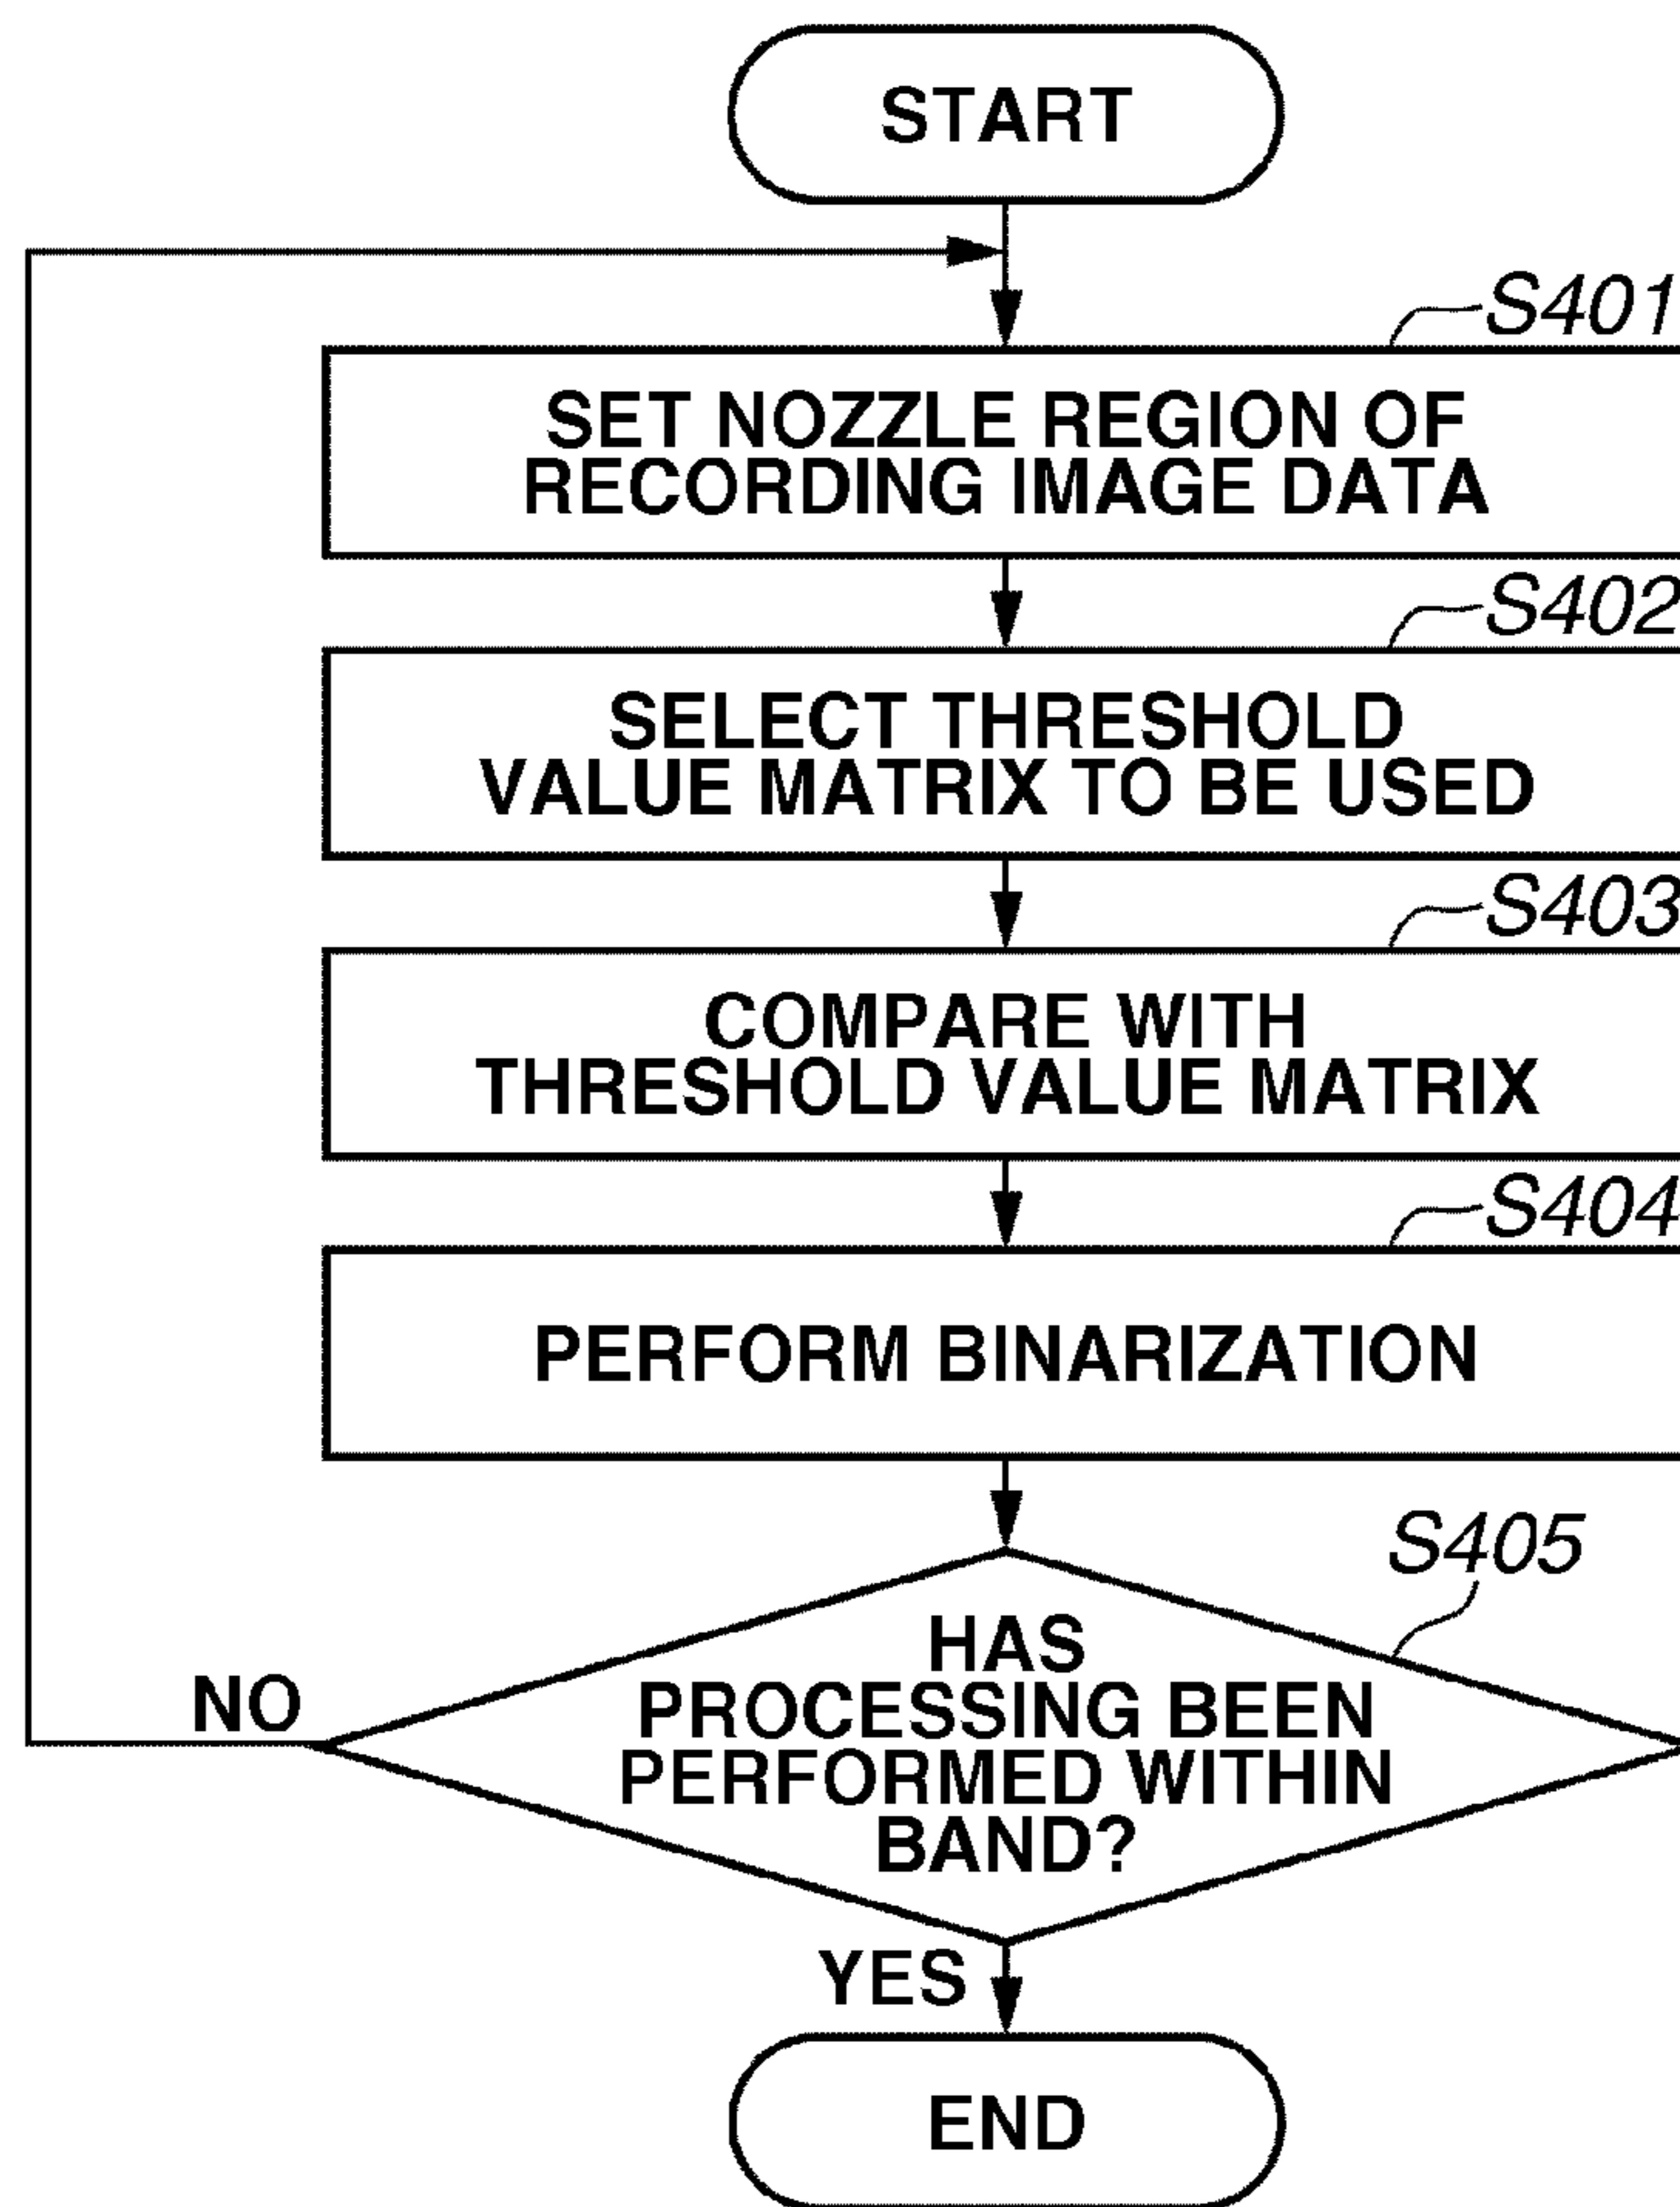 START
S401
SET NOZZLE REGION OF
RECORDING IMAGE DATA
S402
SELECT THRESHOLD
VALUE MATRIX TO BE USED
S403
COMPARE WITH
THRESHOLD VALUE MATRIX
S404
PERFORM BINARIZATION
S405
HAS
PROCESSING BEEN
PERFORMED WITHIN
BAND?
NO
YES
END